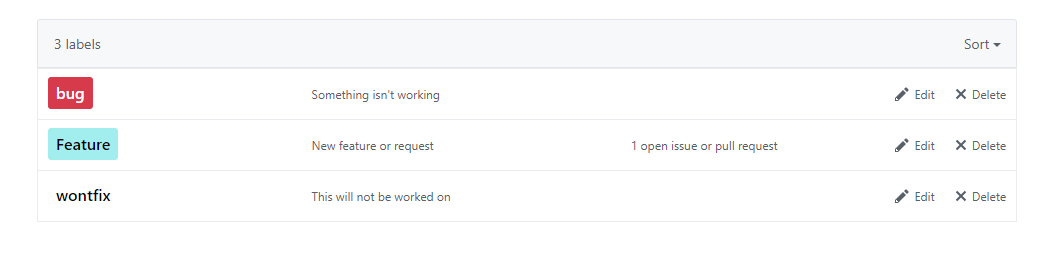 3 labels Sort
bug Something isn't working Edit Delete
Feature New feature or request 1 open issue or pull request Edit Delete
wontfix This will not be worked on Edit Delete